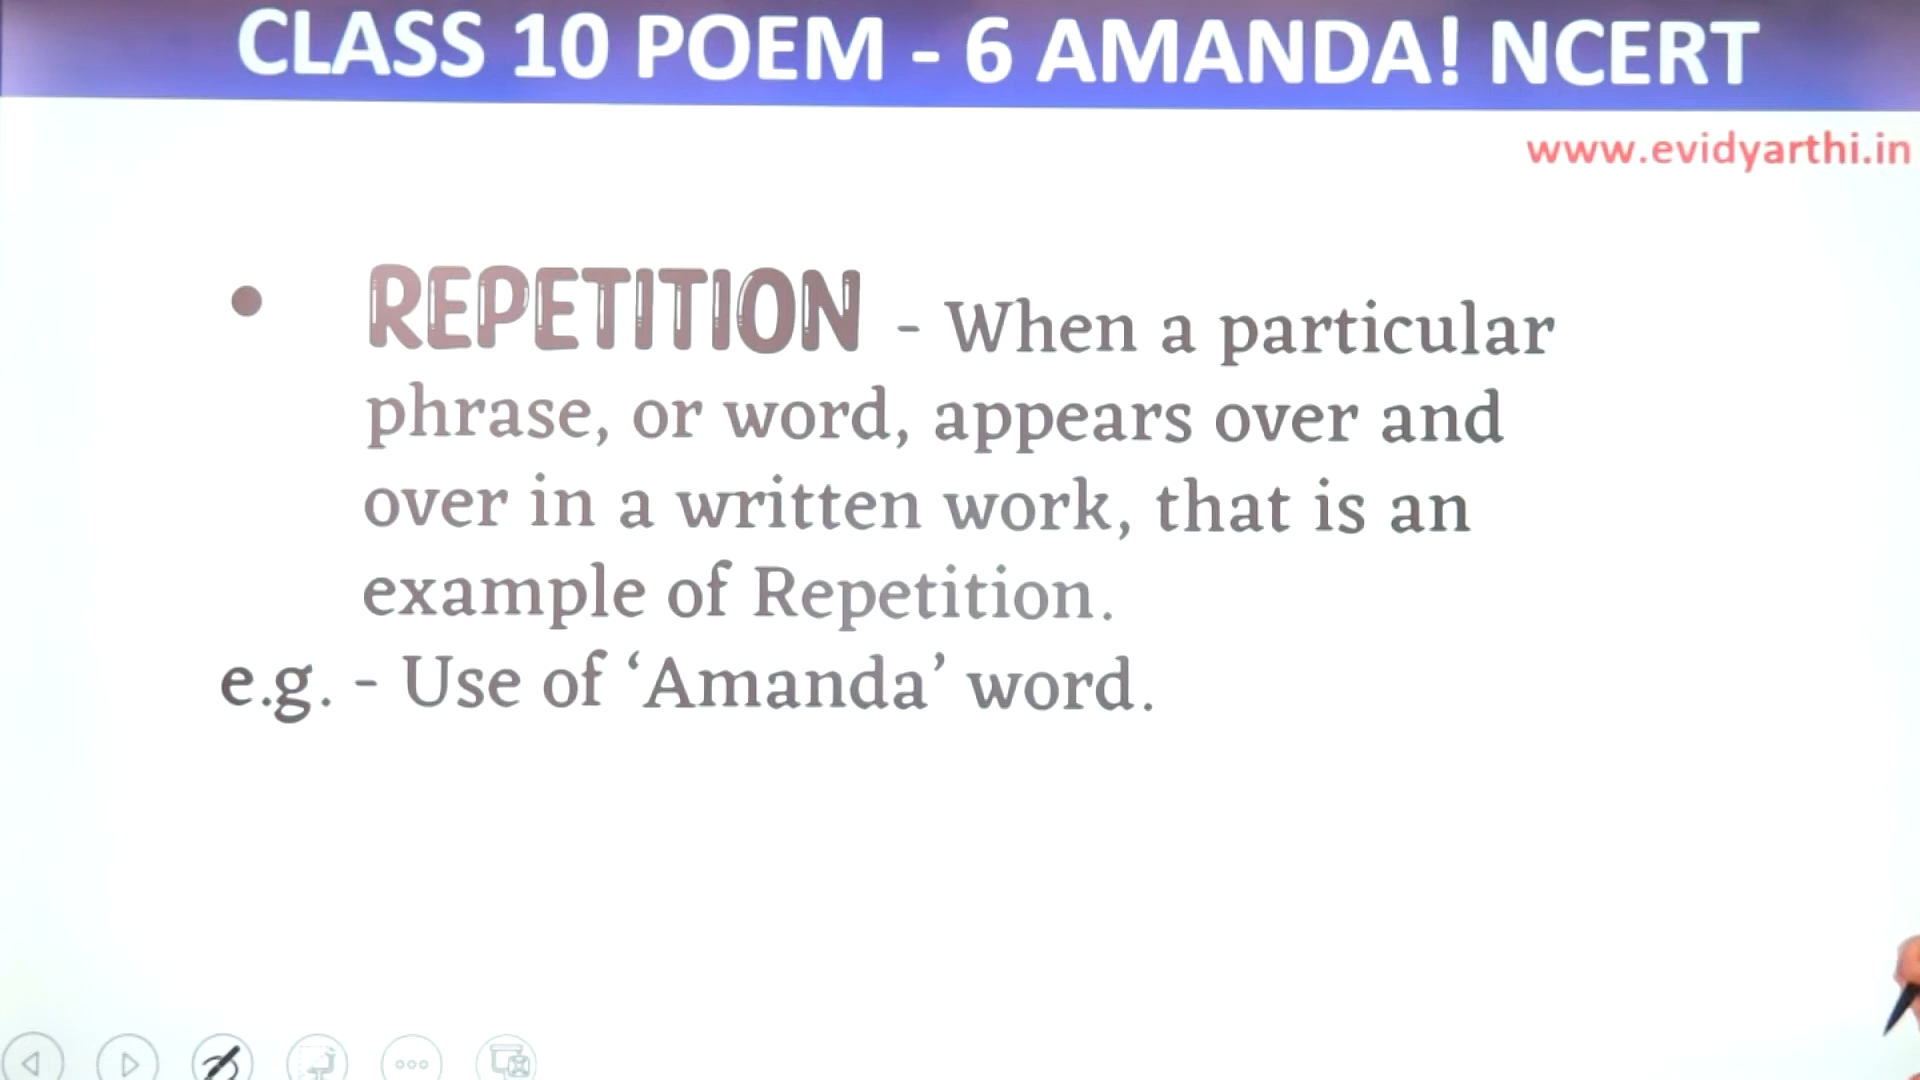 CLASS 10 POEM - 6 AMANDA! NCERT
www.evidyarthi.in
• REPETITION - When a particular
phrase, or word, appears over and
over in a written work, that is an
example of Repetition.
e.g. - Use of ‘Amanda’ word.